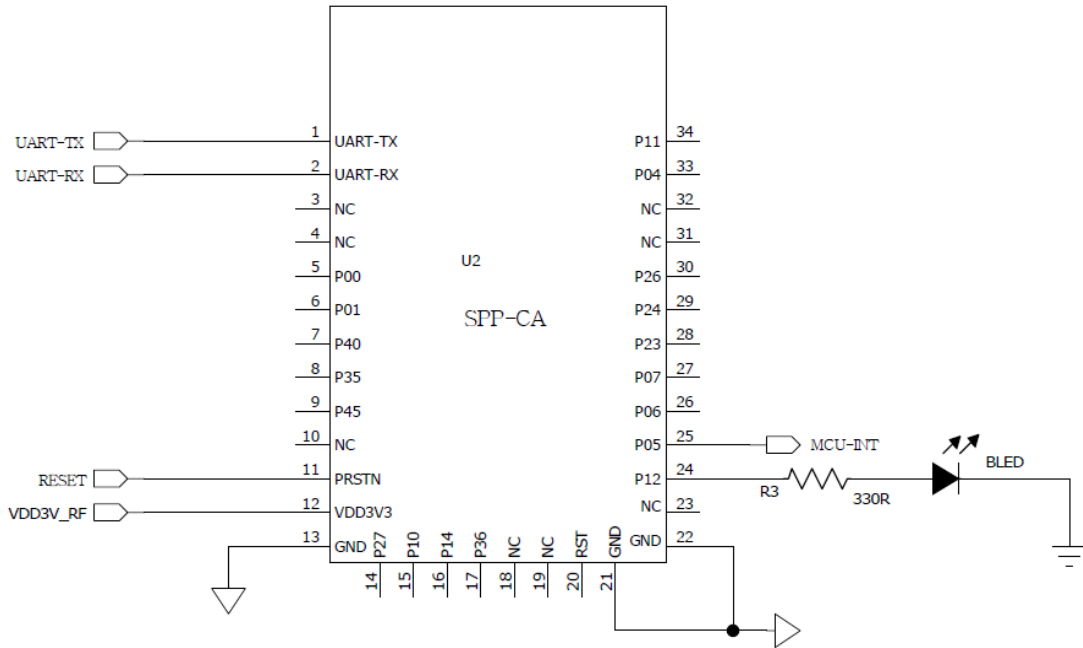 1 34
UART-TX UART-TX P11
2 33
UART-RX UART-RX P04
3 32
NC NC
4 31
NC NC
U2
5 30
P00 P26
6 29
P01 P24
SPP-CA
7 28
P40 P23
8 27
P35 P07
9 26
P45 P06
10 25
NC P05 MCU-INT
11 24
RESET PRSTN P12 R3 330R BLED
12 23
VDD3V_RF VDD3V3 NC
13 22
GND P27 P10 P14 P36 NC NC RST GND GND
14 15 16 17 18 19 20 21